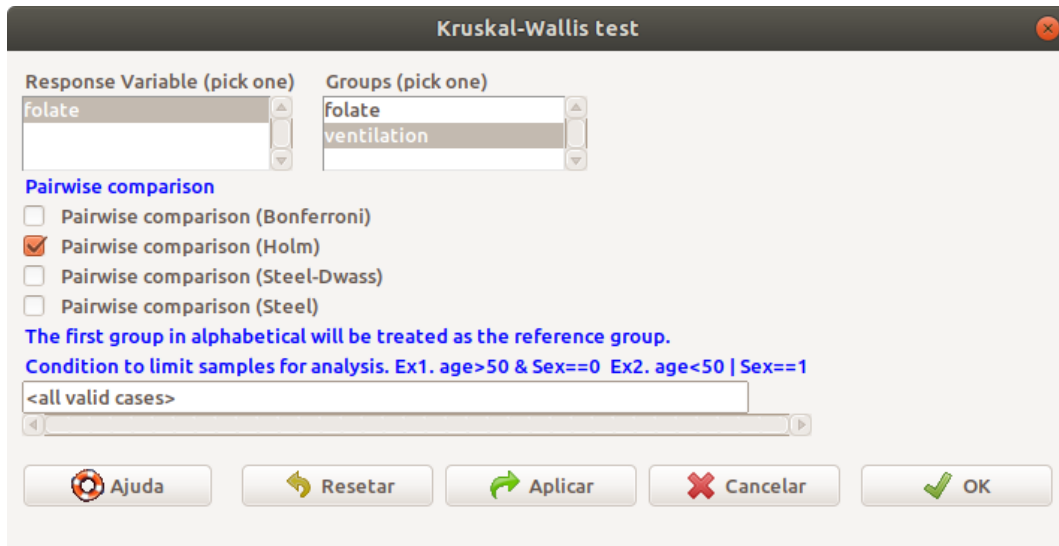 Kruskal-Wallis test
Response Variable (pick one) Groups (pick one)
folate folate
ventilation
Pairwise comparison
Pairwise comparison (Bonferroni)
Pairwise comparison (Holm)
Pairwise comparison (Steel-Dwass)
Pairwise comparison (Steel)
The first group in alphabetical will be treated as the reference group.
Condition to limit samples for analysis. Ex1. age>50 & Sex==0 Ex2. age<50 | Sex==1
<all valid cases>
Ajuda Resetar Aplicar Cancelar OK